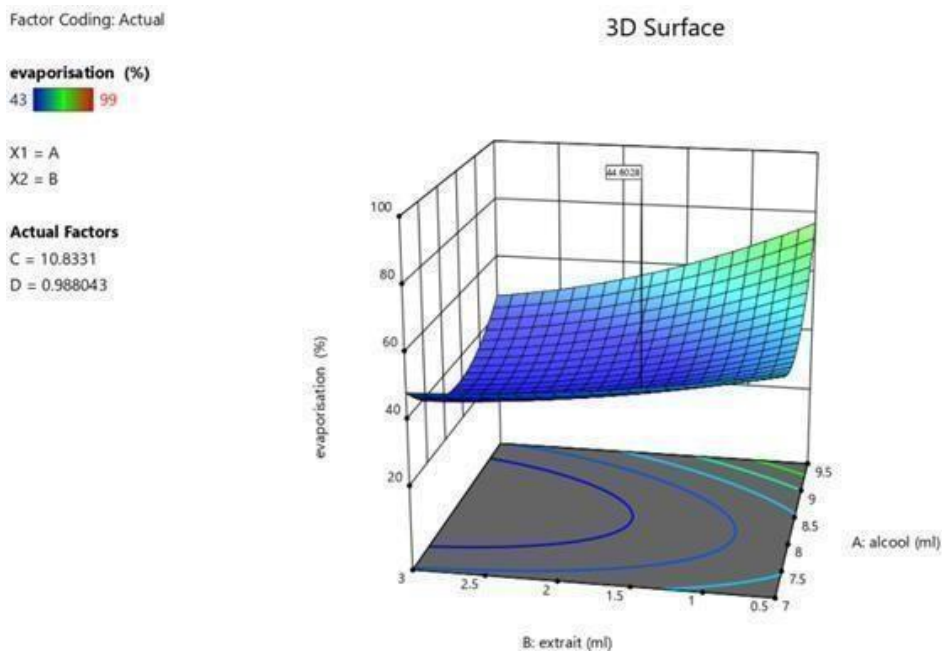 Factor Coding: Actual
3D Surface
evaporisation (%)
43 99
X1 = A
X2 = B
Actual Factors
C = 10.8331
D = 0.988043
44.6028
100
80
60
40
20
evaporisation (%)
9.5
9
8.5
8
7.5
7
A: alcool (ml)
3
2.5
2
1.5
1
0.5
B: extrait (ml)